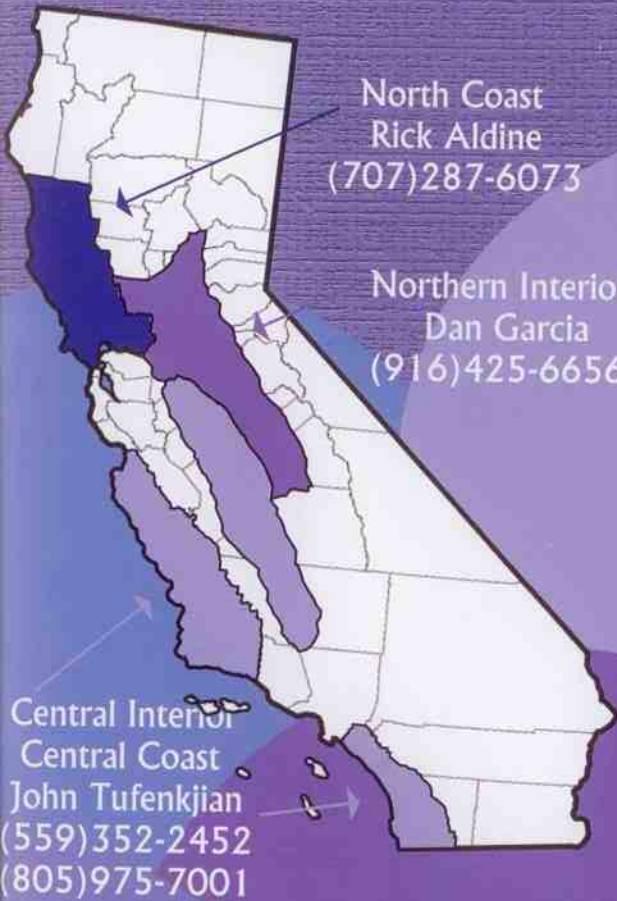 North Coast
Rick Aldine
(707)287-6073
Northern Interio
Dan Garcia
(916)425-6656
Central Interior
Central Coast
John Tufenkjian
(559)352-2452
(805)975-7001